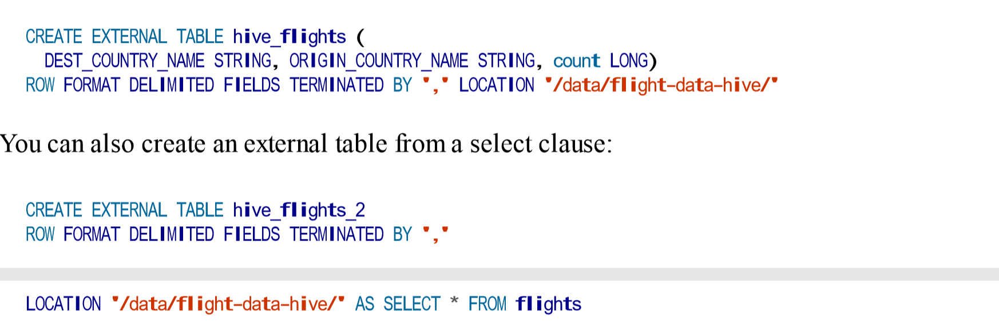 CREATE EXTERNAL TABLE hive_flights (
  DEST_COUNTRY_NAME STRING, ORIGIN_COUNTRY_NAME STRING, count LONG)
ROW FORMAT DELIMITED FIELDS TERMINATED BY ',' LOCATION '/data/flight-data-hive/'
You can also create an external table from a select clause:
CREATE EXTERNAL TABLE hive_flights_2
ROW FORMAT DELIMITED FIELDS TERMINATED BY ','
LOCATION '/data/flight-data-hive/' AS SELECT * FROM flights